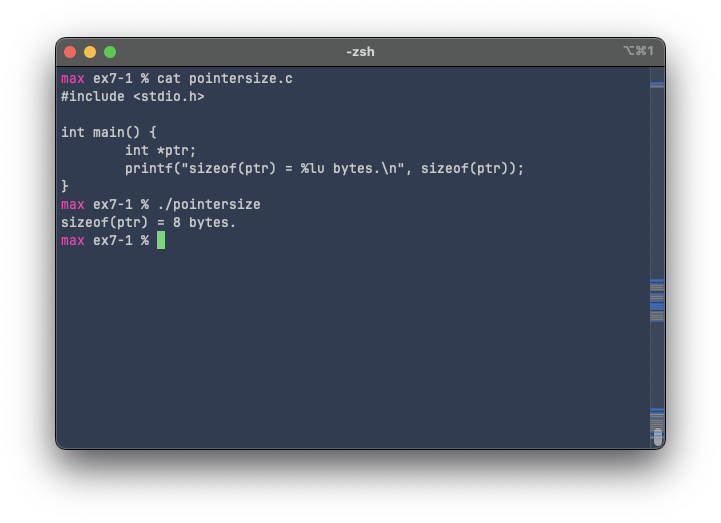 -zsh
⌥⌘1
max ex7-1 % cat pointersize.c
#include <stdio.h>
int main() {
int *ptr;
printf("sizeof(ptr) = %lu bytes.\n", sizeof(ptr));
}
max ex7-1 % ./pointersize
sizeof(ptr) = 8 bytes.
max ex7-1 %